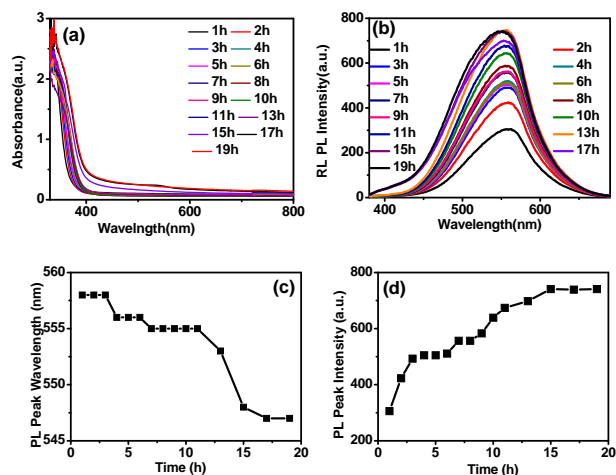 (a)
1h 2h
3h 4h
5h 6h
7h 8h
9h 10h
11h 13h
15h 17h
19h
3
2
1
0
Absorbance(a.u.)
400 600 800
Wavelength(nm)
(b)
1h 2h
3h 4h
5h 6h
7h 8h
9h 10h
11h 13h
15h 17h
19h
800
600
400
200
0
RL PL Intensity(a.u.)
400 500 600
Wavelength(nm)
(c)
560
555
550
545
PL Peak Wavelength (nm)
0 5 10 15 20
Time (h)
(d)
800
600
400
200
PL Peak Intensity (a.u.)
0 5 10 15 20
Time (h)